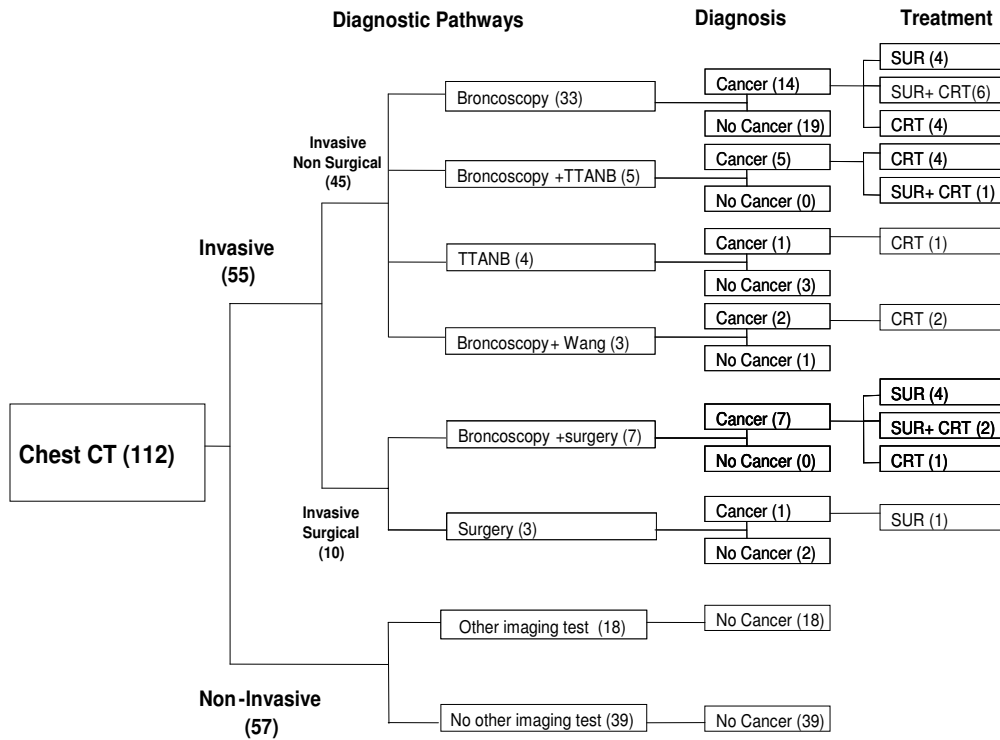 Diagnostic Pathways
Diagnosis
Treatment
Chest CT (112)
Invasive
(55)
Non-Invasive
(57)
Invasive
Non Surgical
(45)
Invasive
Surgical
(10)
Broncoscopy (33)
Cancer (14)
No Cancer (19)
SUR (4)
SUR+ CRT(6)
CRT (4)
Broncoscopy +TTANB (5)
Cancer (5)
No Cancer (0)
CRT (4)
SUR+ CRT (1)
TTANB (4)
Cancer (1)
No Cancer (3)
CRT (1)
Broncoscopy+ Wang (3)
Cancer (2)
No Cancer (1)
CRT (2)
Broncoscopy +surgery (7)
Cancer (7)
No Cancer (0)
SUR (4)
SUR+ CRT (2)
CRT (1)
Surgery (3)
Cancer (1)
No Cancer (2)
SUR (1)
Other imaging test (18)
No Cancer (18)
No other imaging test (39)
No Cancer (39)